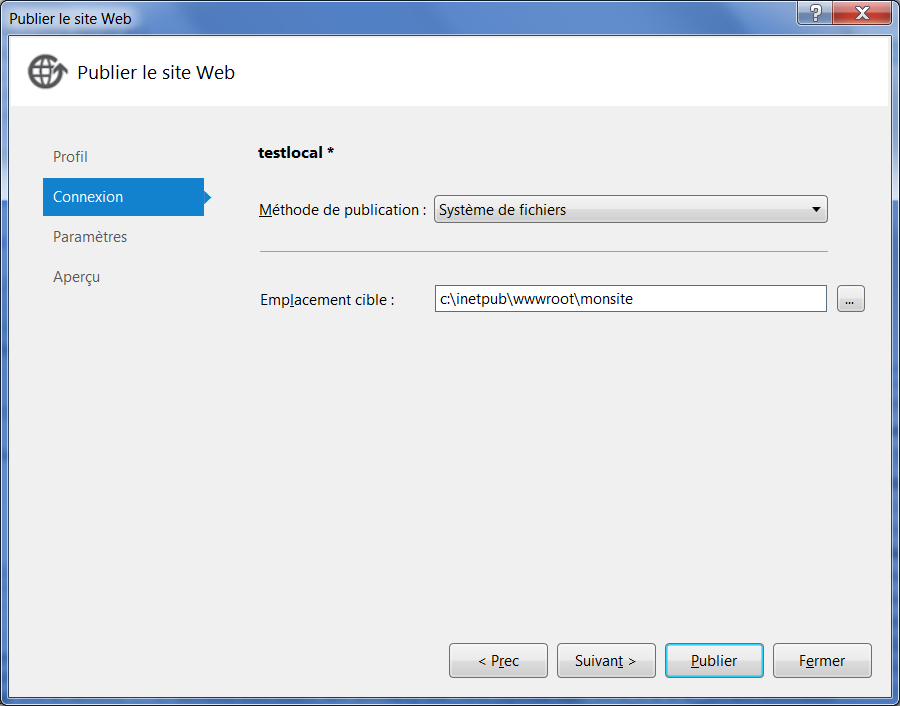 Publier le site Web
?
Publier le site Web
Profil
Connexion
Paramètres
Aperçu
testlocal *
Méthode de publication : Système de fichiers
Emplacement cible : c:\inetpub\wwwroot\monsite ...
< Prec Suivant > Publier Fermer